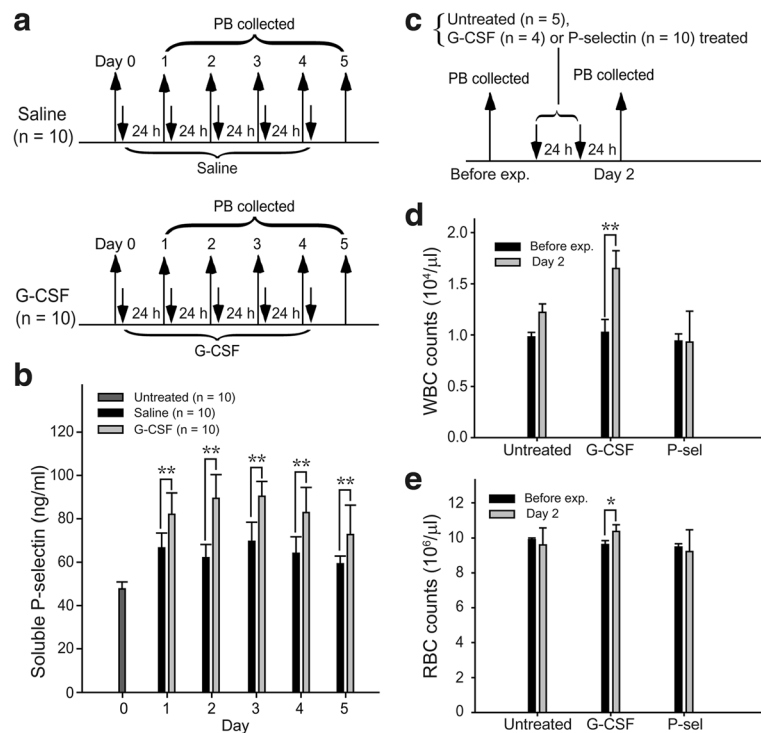 a
PB collected
Day 0 1 2 3 4 5
Saline
(n = 10)
24 h 24 h 24 h 24 h
Saline
PB collected
Day 0 1 2 3 4 5
G-CSF
(n = 10)
24 h 24 h 24 h 24 h
G-CSF
b
Untreated (n = 10)
Saline (n = 10)
G-CSF (n = 10)
Soluble P-selectin (ng/ml)
120
100
80
60
40
20
0
** ** ** ** **
0 1 2 3 4 5
Day
c
Untreated (n = 5),
G-CSF (n = 4) or P-selectin (n = 10) treated
PB collected PB collected
24 h 24 h
Before exp. Day 2
d
Before exp.
Day 2
**
WBC counts (10⁴/µl)
2.0
1.5
1.0
0.5
0.0
Untreated G-CSF P-sel
e
Before exp.
Day 2
*
RBC counts (10⁶/µl)
12
10
8
6
4
2
0
Untreated G-CSF P-sel